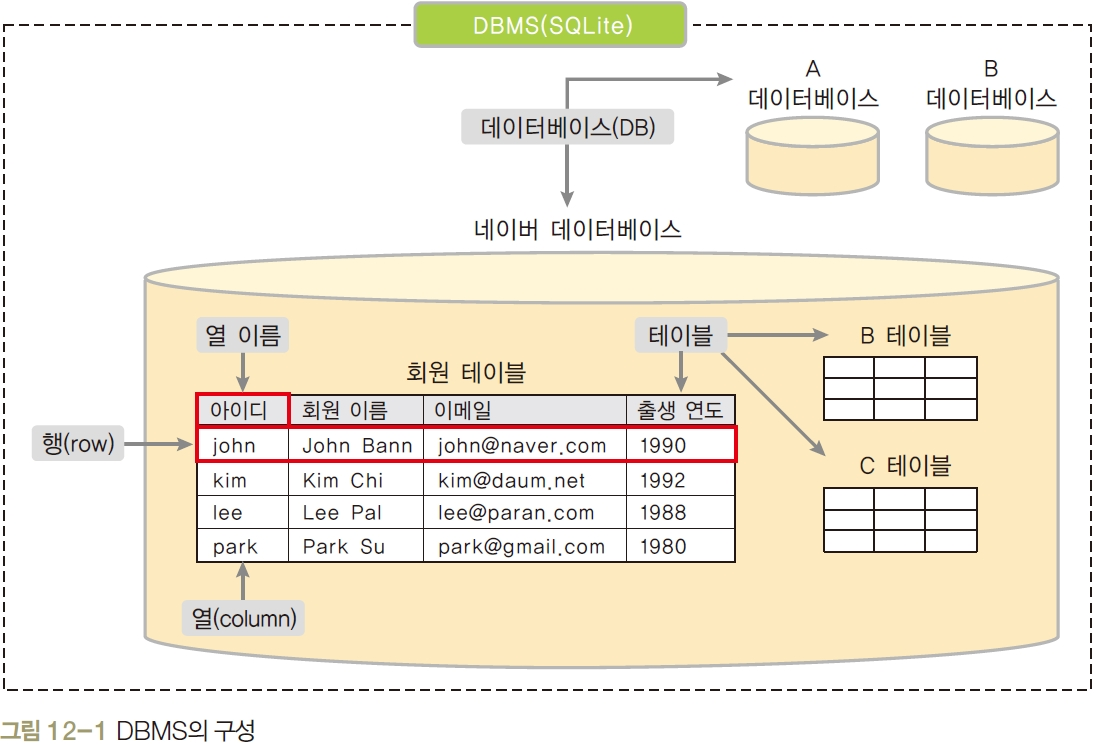 DBMS(SQLite)
A
데이터베이스
B
데이터베이스
데이터베이스(DB)
네이버 데이터베이스
열 이름
테이블
B 테이블
회원 테이블
아이디 회원 이름 이메일 출생 연도
행(row)
john John Bann john@naver.com 1990
kim Kim Chi kim@daum.net 1992
lee Lee Pal lee@paran.com 1988
park Park Su park@gmail.com 1980
C 테이블
열(column)
그림 12-1 DBMS의 구성